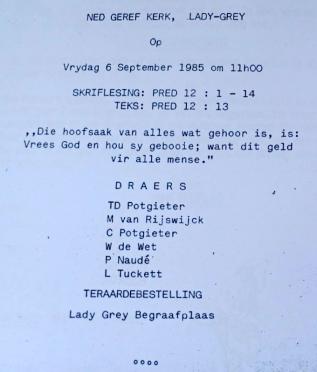 NED GEREF KERK, LADY-GREY
Op
Vrydag 6 September 1985 om 11h00
SKRIFLESING: PRED 12 : 1 - 14
TEKS: PRED 12 : 13
,,Die hoofsaak van alles wat gehoor is, is:
Vrees God en hou sy gebooie; want dit geld
vir alle mense."
D R A E R S
TD Potgieter
M van Rijswijck
C Potgieter
W de Wet
P Naudé
L Tuckett
TERAARDEBESTELLING
Lady Grey Begraafplaas
oooo